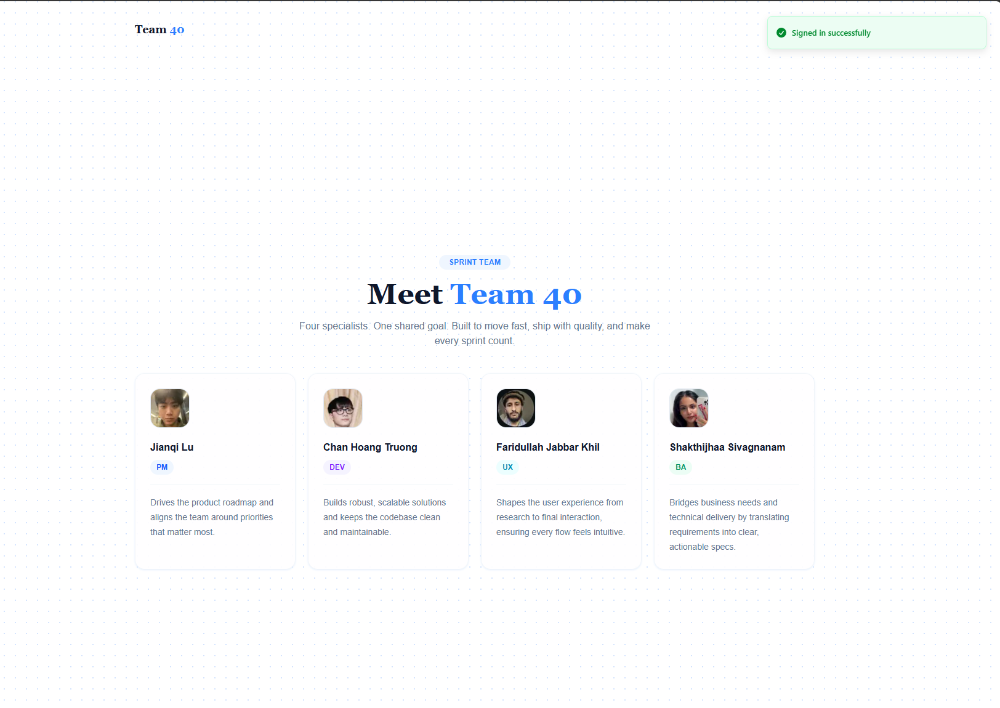 Team 40
Signed in successfully
SPRINT TEAM
Meet Team 40
Four specialists. One shared goal. Built to move fast, ship with quality, and make
every sprint count.
Jianqi Lu
PM
Drives the product roadmap and
aligns the team around priorities
that matter most.
Chan Hoang Truong
DEV
Builds robust, scalable solutions
and keeps the codebase clean
and maintainable.
Faridullah Jabbar Khil
UX
Shapes the user experience from
research to final interaction,
ensuring every flow feels intuitive.
Shakthijhaa Sivagnanam
BA
Bridges business needs and
technical delivery by translating
requirements into clear,
actionable specs.